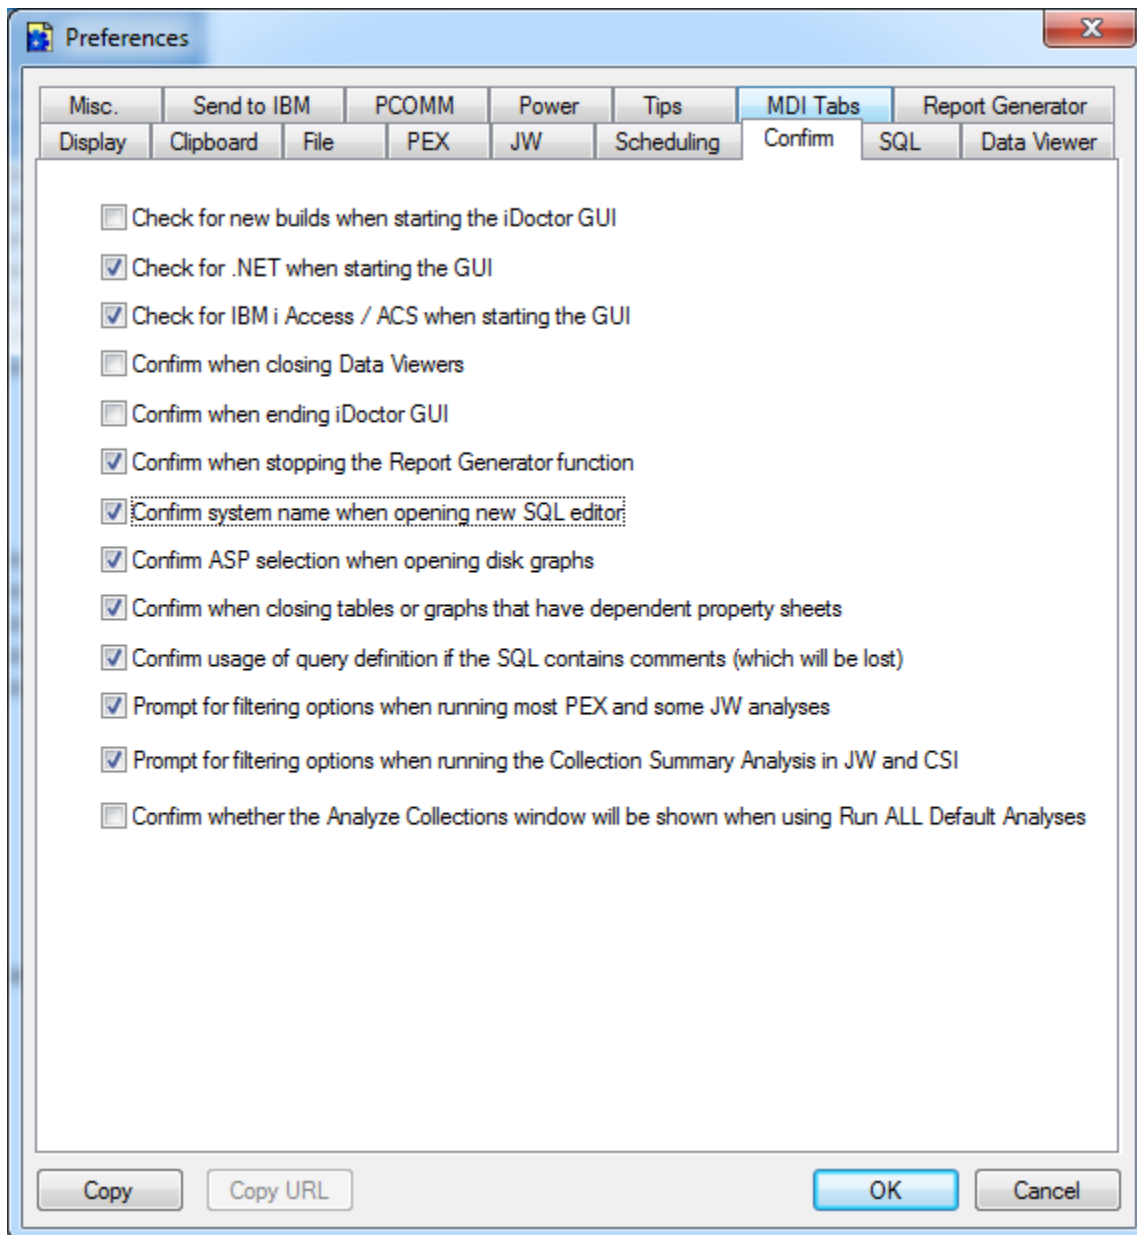 Preferences
Misc. Send to IBM PCOMM Power Tips MDI Tabs Report Generator
Display Clipboard File PEX JW Scheduling Confirm SQL Data Viewer
Check for new builds when starting the iDoctor GUI
Check for .NET when starting the GUI
Check for IBM i Access / ACS when starting the GUI
Confirm when closing Data Viewers
Confirm when ending iDoctor GUI
Confirm when stopping the Report Generator function
Confirm system name when opening new SQL editor
Confirm ASP selection when opening disk graphs
Confirm when closing tables or graphs that have dependent property sheets
Confirm usage of query definition if the SQL contains comments (which will be lost)
Prompt for filtering options when running most PEX and some JW analyses
Prompt for filtering options when running the Collection Summary Analysis in JW and CSI
Confirm whether the Analyze Collections window will be shown when using Run ALL Default Analyses
Copy Copy URL OK Cancel